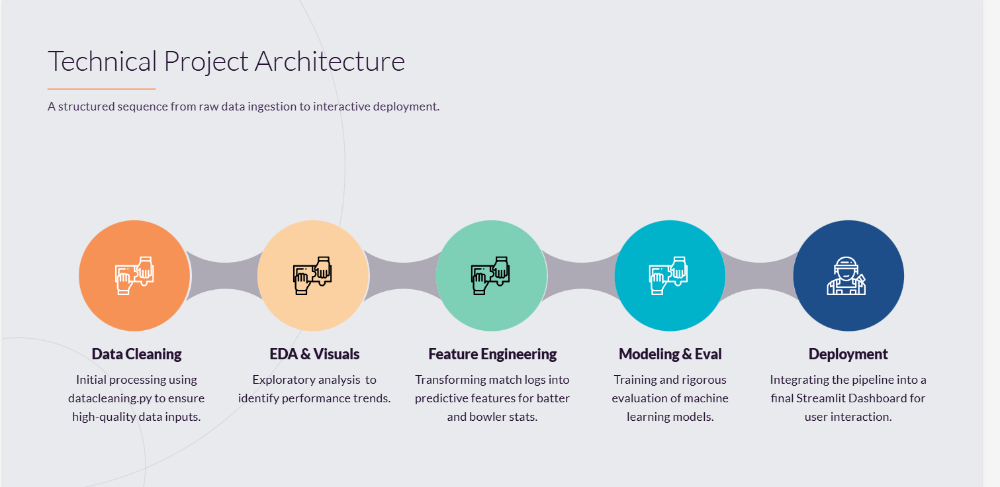 Technical Project Architecture
A structured sequence from raw data ingestion to interactive deployment.
Data Cleaning
Initial processing using
datacleaning.py to ensure
high-quality data inputs.
EDA & Visuals
Exploratory analysis  to
identify performance trends.
Feature Engineering
Transforming match logs into
predictive features for batter
and bowler stats.
Modeling & Eval
Training and rigorous
evaluation of machine
learning models.
Deployment
Integrating the pipeline into a
final Streamlit Dashboard for
user interaction.